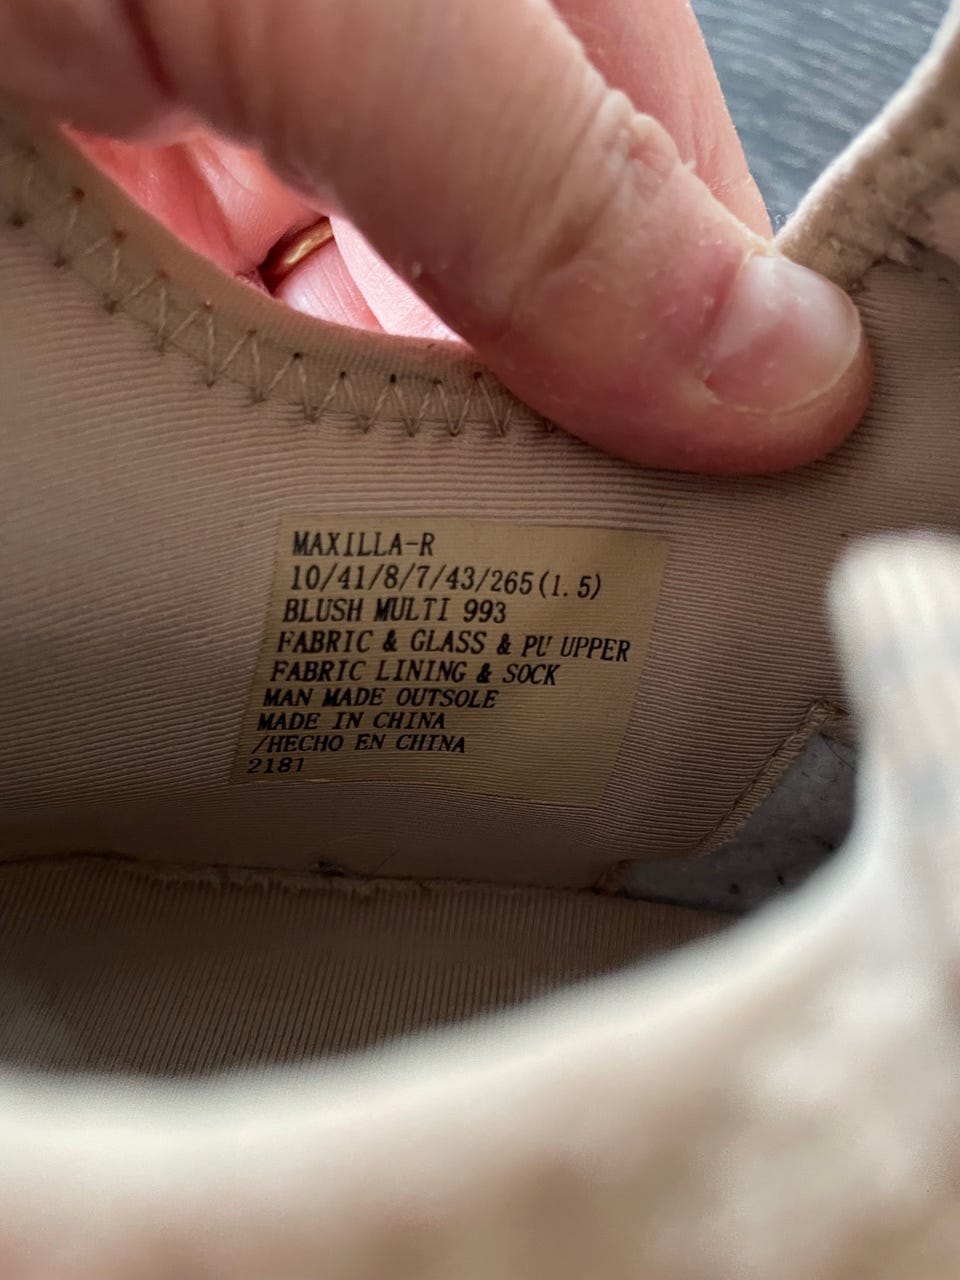 MAXILLA-R
10/41/8/7/43/265(1.5)
BLUSH MULTI 993
FABRIC & GLASS & PU UPPER
FABRIC LINING & SOCK
MAN MADE OUTSOLE
MADE IN CHINA
/HECHO EN CHINA
2181